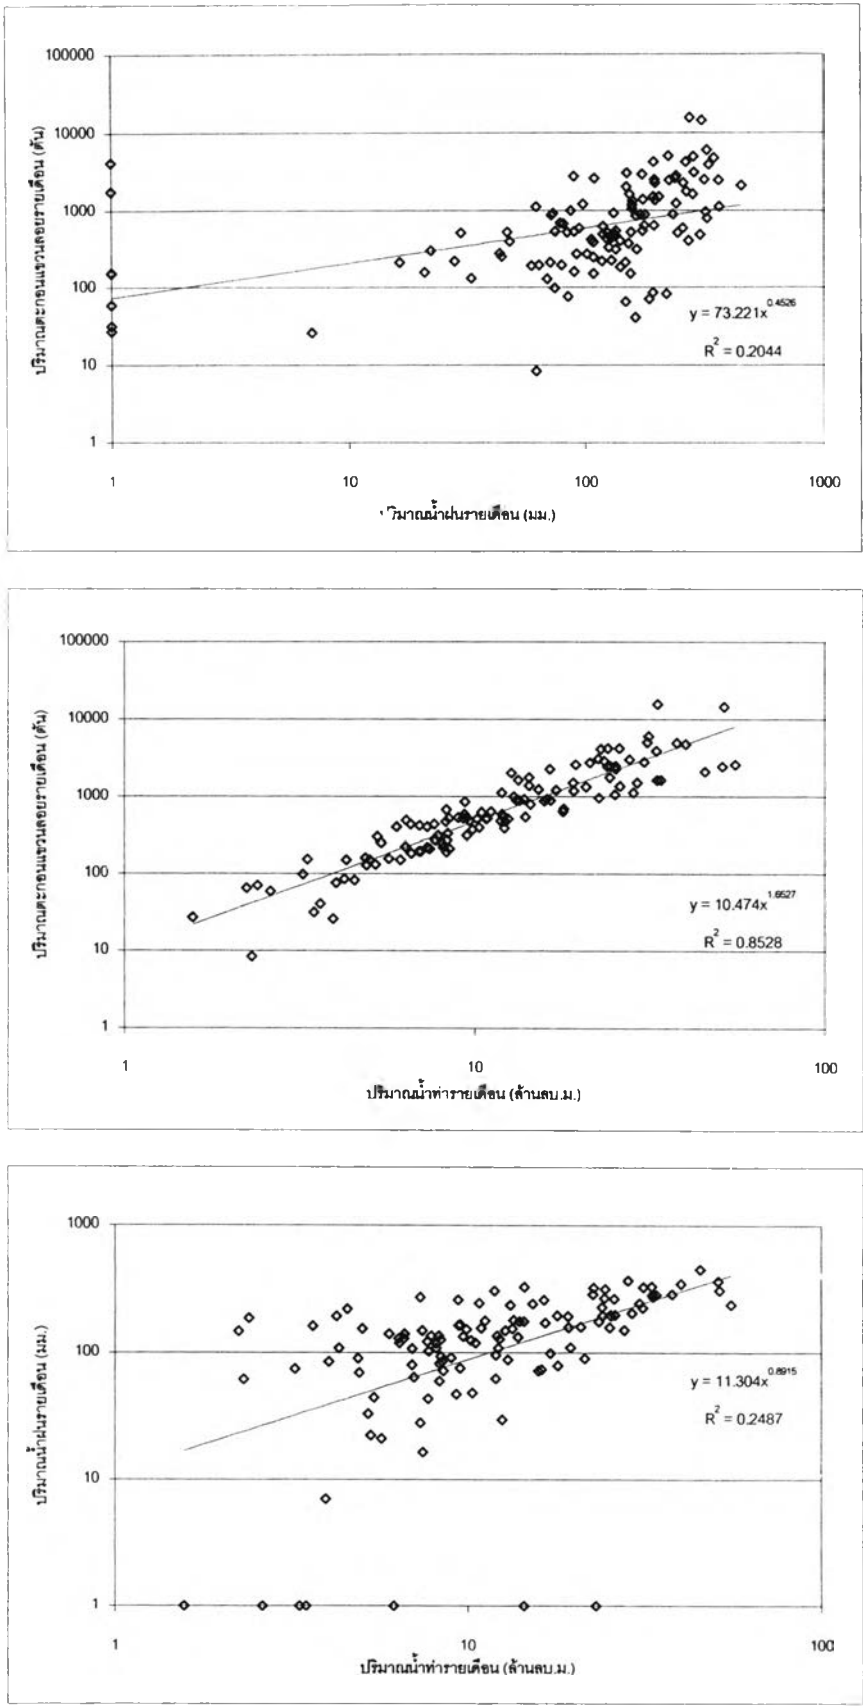 100000
10000
1000
100
10
1
ปริมาณตะกอนแขวนลอยรายเดือน (ตัน)
y = 73.221x^0.4526
R^2 = 0.2044
1 10 100 1000
ปริมาณน้ำฝนรายเดือน (มม.)
100000
10000
1000
100
10
1
ปริมาณตะกอนแขวนลอยรายเดือน (ตัน)
y = 10.474x^1.6527
R^2 = 0.8528
1 10 100
ปริมาณน้ำท่ารายเดือน (ล้านลบ.ม.)
1000
100
10
1
ปริมาณน้ำฝนรายเดือน (มม.)
y = 11.304x^0.8915
R^2 = 0.2487
1 10 100
ปริมาณน้ำท่ารายเดือน (ล้านลบ.ม.)